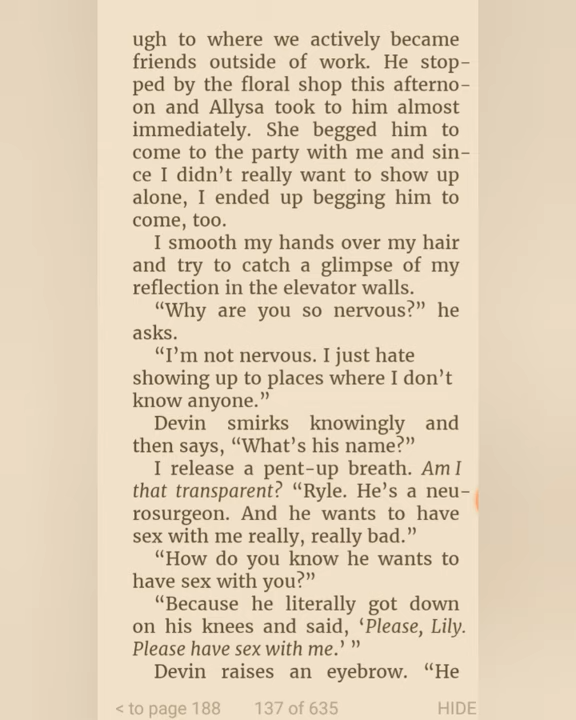 ugh to where we actively became
friends outside of work. He stop-
ped by the floral shop this afterno-
on and Allysa took to him almost
immediately. She begged him to
come to the party with me and sin-
ce I didn’t really want to show up
alone, I ended up begging him to
come, too.
I smooth my hands over my hair
and try to catch a glimpse of my
reflection in the elevator walls.
“Why are you so nervous?” he
asks.
“I’m not nervous. I just hate
showing up to places where I don’t
know anyone.”
Devin smirks knowingly and
then says, “What’s his name?”
I release a pent-up breath. Am I
that transparent? “Ryle. He’s a neu-
rosurgeon. And he wants to have
sex with me really, really bad.”
“How do you know he wants to
have sex with you?”
“Because he literally got down
on his knees and said, ‘Please, Lily.
Please have sex with me.’ ”
Devin raises an eyebrow. “He
< to page 188 137 of 635 HIDE